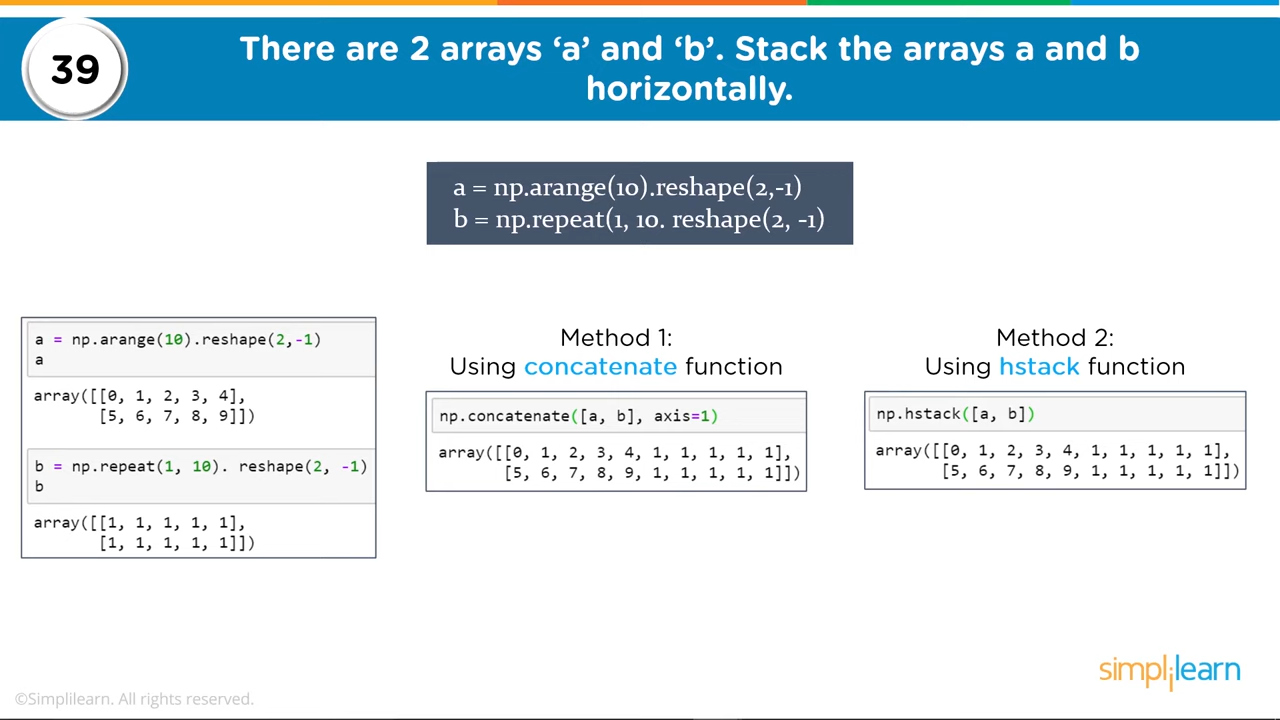 39
There are 2 arrays ‘a’ and ‘b’. Stack the arrays a and b
horizontally.
a = np.arange(10).reshape(2,-1)
b = np.repeat(1, 10. reshape(2, -1)
a = np.arange(10).reshape(2,-1)
a
array([[0, 1, 2, 3, 4],
[5, 6, 7, 8, 9]])
b = np.repeat(1, 10). reshape(2, -1)
b
array([[1, 1, 1, 1, 1],
[1, 1, 1, 1, 1]])
Method 1:
Using concatenate function
np.concatenate([a, b], axis=1)
array([[0, 1, 2, 3, 4, 1, 1, 1, 1, 1],
[5, 6, 7, 8, 9, 1, 1, 1, 1, 1]])
Method 2:
Using hstack function
np.hstack([a, b])
array([[0, 1, 2, 3, 4, 1, 1, 1, 1, 1],
[5, 6, 7, 8, 9, 1, 1, 1, 1, 1]])
simplilearn
©Simplilearn. All rights reserved.